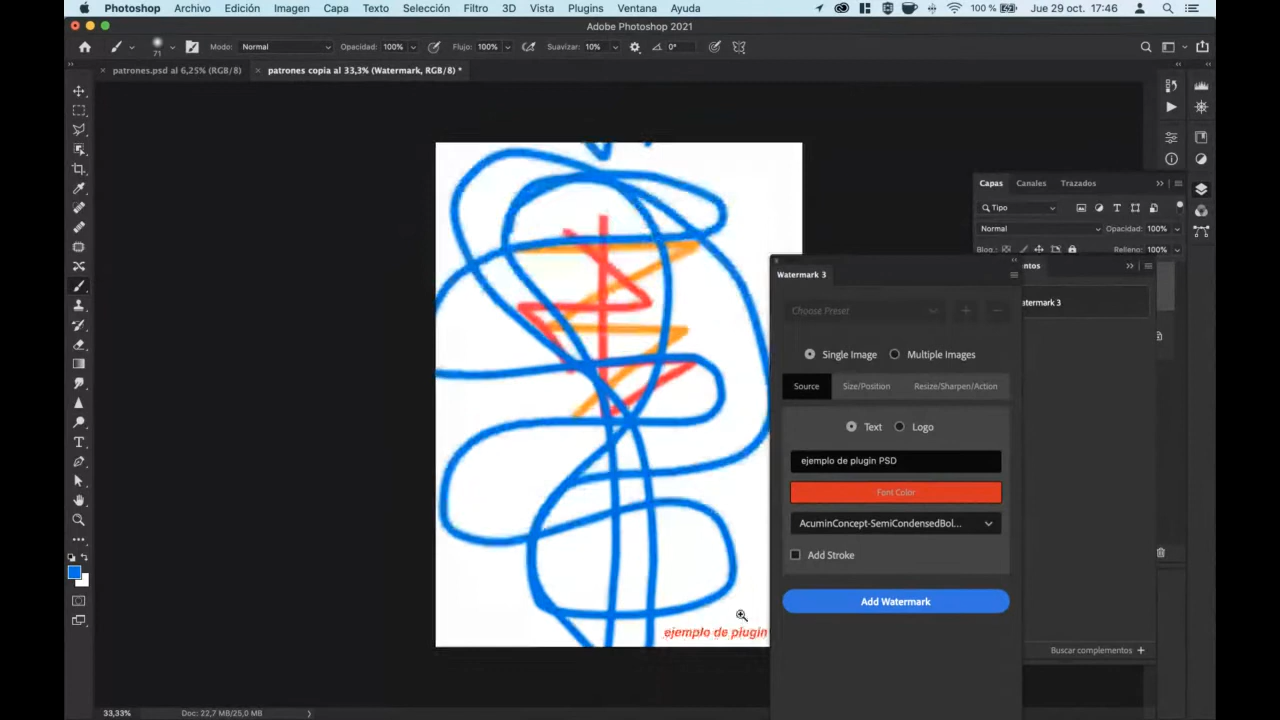 Photoshop Archivo Edición Imagen Capa Texto Selección Filtro 3D Vista Plugins Ventana Ayuda 100 % Jue 29 oct. 17:46
Adobe Photoshop 2021
71 Modo: Normal Opacidad: 100% Flujo: 100% Suavizar: 10% 0°
patrones.psd al 6,25% (RGB/8) patrones copia al 33,3% (Watermark, RGB/8) *
Capas Canales Trazados
Tipo
Normal Opacidad: 100%
Bloq.: Relleno: 100%
Watermark 3
Choose Preset
Single Image Multiple Images
Source Size/Position Resize/Sharpen/Action
Text Logo
ejemplo de plugin PSD
Font Color
AcuminConcept-SemiCondensedBol...
Add Stroke
Add Watermark
ejemplo de plugin
Buscar complementos +
33,33% Doc: 22,7 MB/25,0 MB